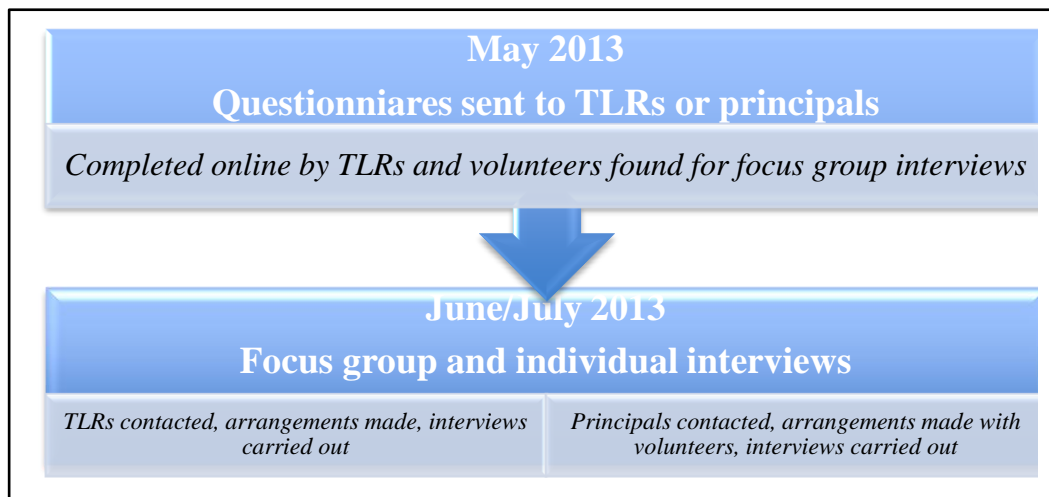 May 2013
Questionniares sent to TLRs or principals
Completed online by TLRs and volunteers found for focus group interviews
June/July 2013
Focus group and individual interviews
TLRs contacted, arrangements made, interviews
carried out
Principals contacted, arrangements made with
volunteers, interviews carried out